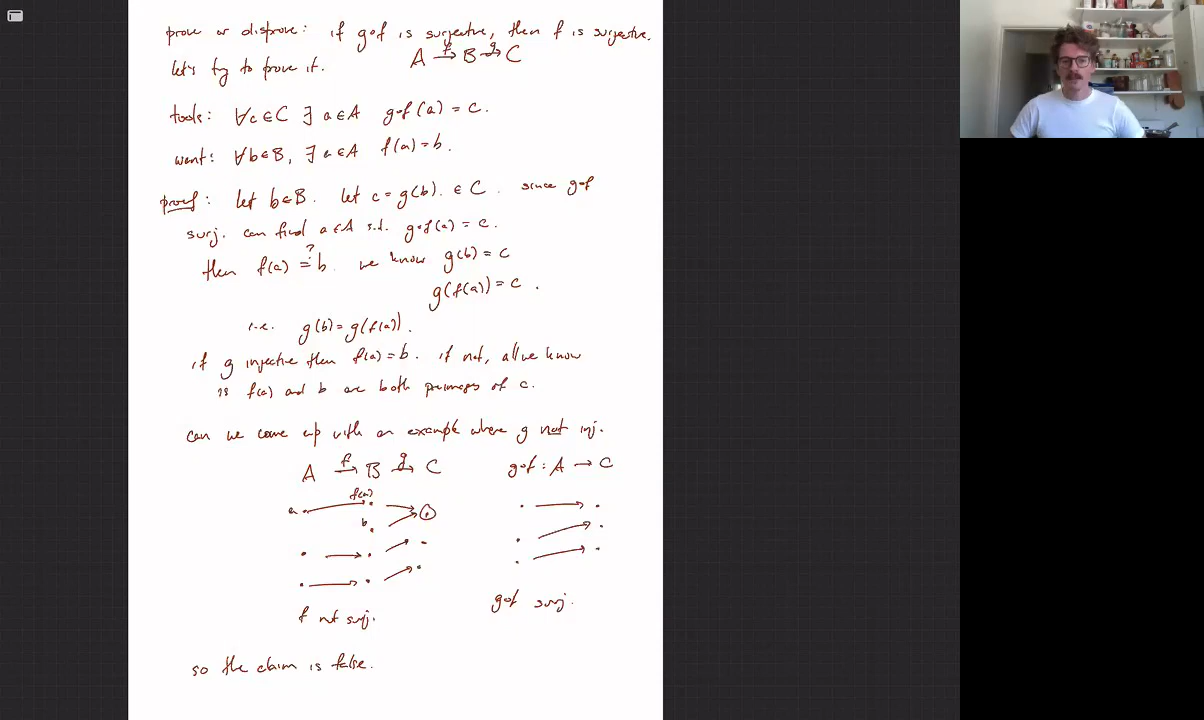 prove or disprove: if g∘f is surjective, then f is surjective.
A →f B →g C
let's try to prove it.
tools: ∀c∈C ∃ a∈A g∘f(a) = c.
want: ∀b∈B, ∃ a∈A f(a)=b.
proof: let b∈B. let c=g(b). ∈ C. since g∘f
surj. can find a∈A s.t. g∘f(a) = c.
then f(a) =? b. we know g(b) = c
g(f(a)) = c.
i.e. g(b)=g(f(a)).
if g injective then f(a)=b. if not, all we know
is f(a) and b are both preimages of c.
can we come up with an example where g not inj.
A →f B →g C g∘f : A → C
a f(a)
b
f not surj. g∘f surj.
so the claim is false.